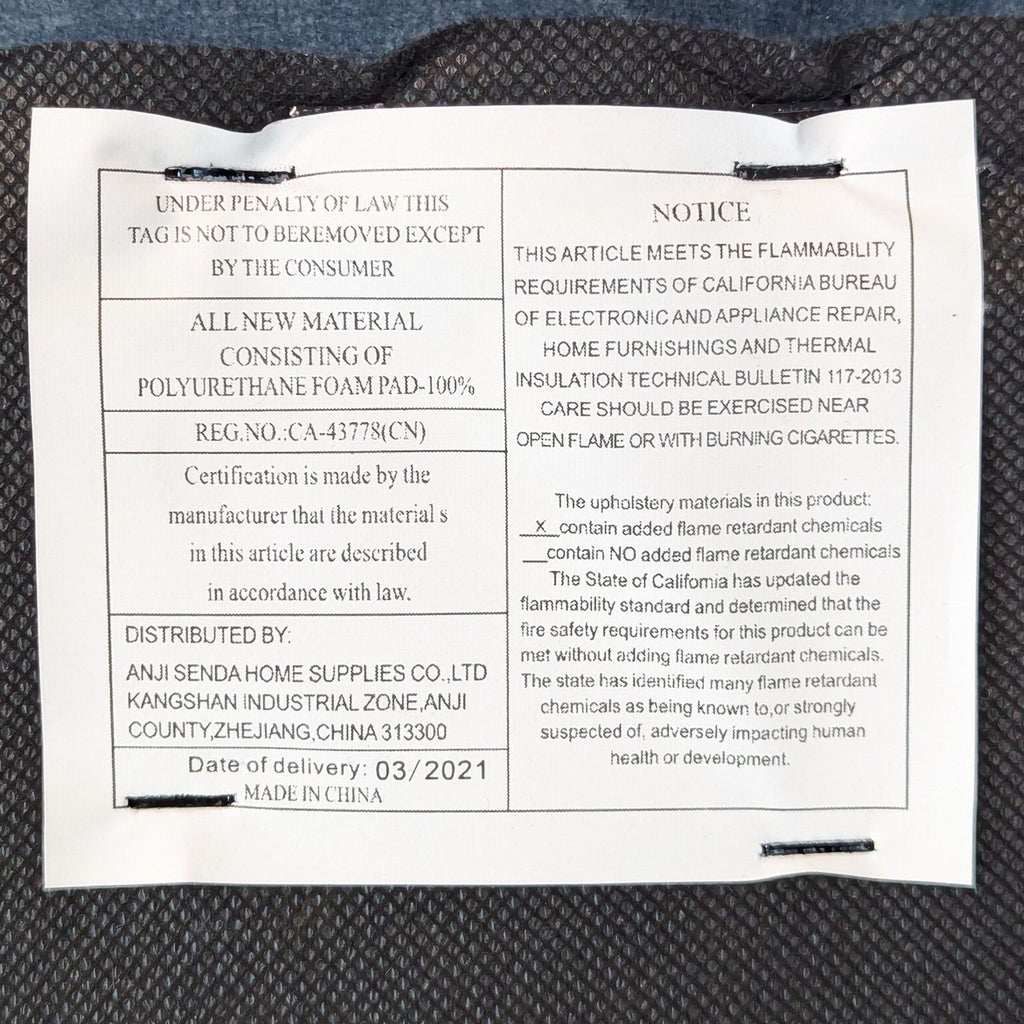 UNDER PENALTY OF LAW THIS
TAG IS NOT TO BEREMOVED EXCEPT
BY THE CONSUMER
ALL NEW MATERIAL
CONSISTING OF
POLYURETHANE FOAM PAD-100%
REG.NO.:CA-43778(CN)
Certification is made by the
manufacturer that the material s
in this article are described
in accordance with law.
DISTRIBUTED BY:
ANJI SENDA HOME SUPPLIES CO.,LTD
KANGSHAN INDUSTRIAL ZONE,ANJI
COUNTY,ZHEJIANG,CHINA 313300
Date of delivery: 03/2021
MADE IN CHINA
NOTICE
THIS ARTICLE MEETS THE FLAMMABILITY
REQUIREMENTS OF CALIFORNIA BUREAU
OF ELECTRONIC AND APPLIANCE REPAIR,
HOME FURNISHINGS AND THERMAL
INSULATION TECHNICAL BULLETIN 117-2013
CARE SHOULD BE EXERCISED NEAR
OPEN FLAME OR WITH BURNING CIGARETTES.
The upholstery materials in this product:
__x__contain added flame retardant chemicals
___contain NO added flame retardant chemicals
The State of California has updated the
flammability standard and determined that the
fire safety requirements for this product can be
met without adding flame retardant chemicals.
The state has identified many flame retardant
chemicals as being known to,or strongly
suspected of, adversely impacting human
health or development.